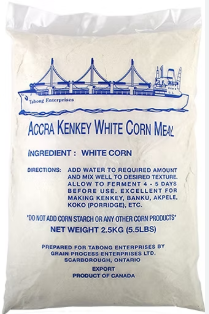 Tabong Enterprises
ACCRA KENKEY WHITE CORN MEAL
INGREDIENT : WHITE CORN
DIRECTIONS: ADD WATER TO REQUIRED AMOUNT
AND MIX WELL TO DESIRED TEXTURE.
ALLOW TO FERMENT 4 - 5 DAYS
BEFORE USE. EXCELLENT FOR
MAKING KENKEY, BANKU, AKPELE,
KOKO (PORRIDGE), ETC.
*DO NOT ADD CORN STARCH OR ANY OTHER CORN PRODUCTS*
NET WEIGHT 2.5KG (5.5LBS)
PREPARED FOR TABONG ENTERPRISES BY
GRAIN PROCESS ENTERPRISES LTD.
SCARBOROUGH, ONTARIO
EXPORT
PRODUCT OF CANADA